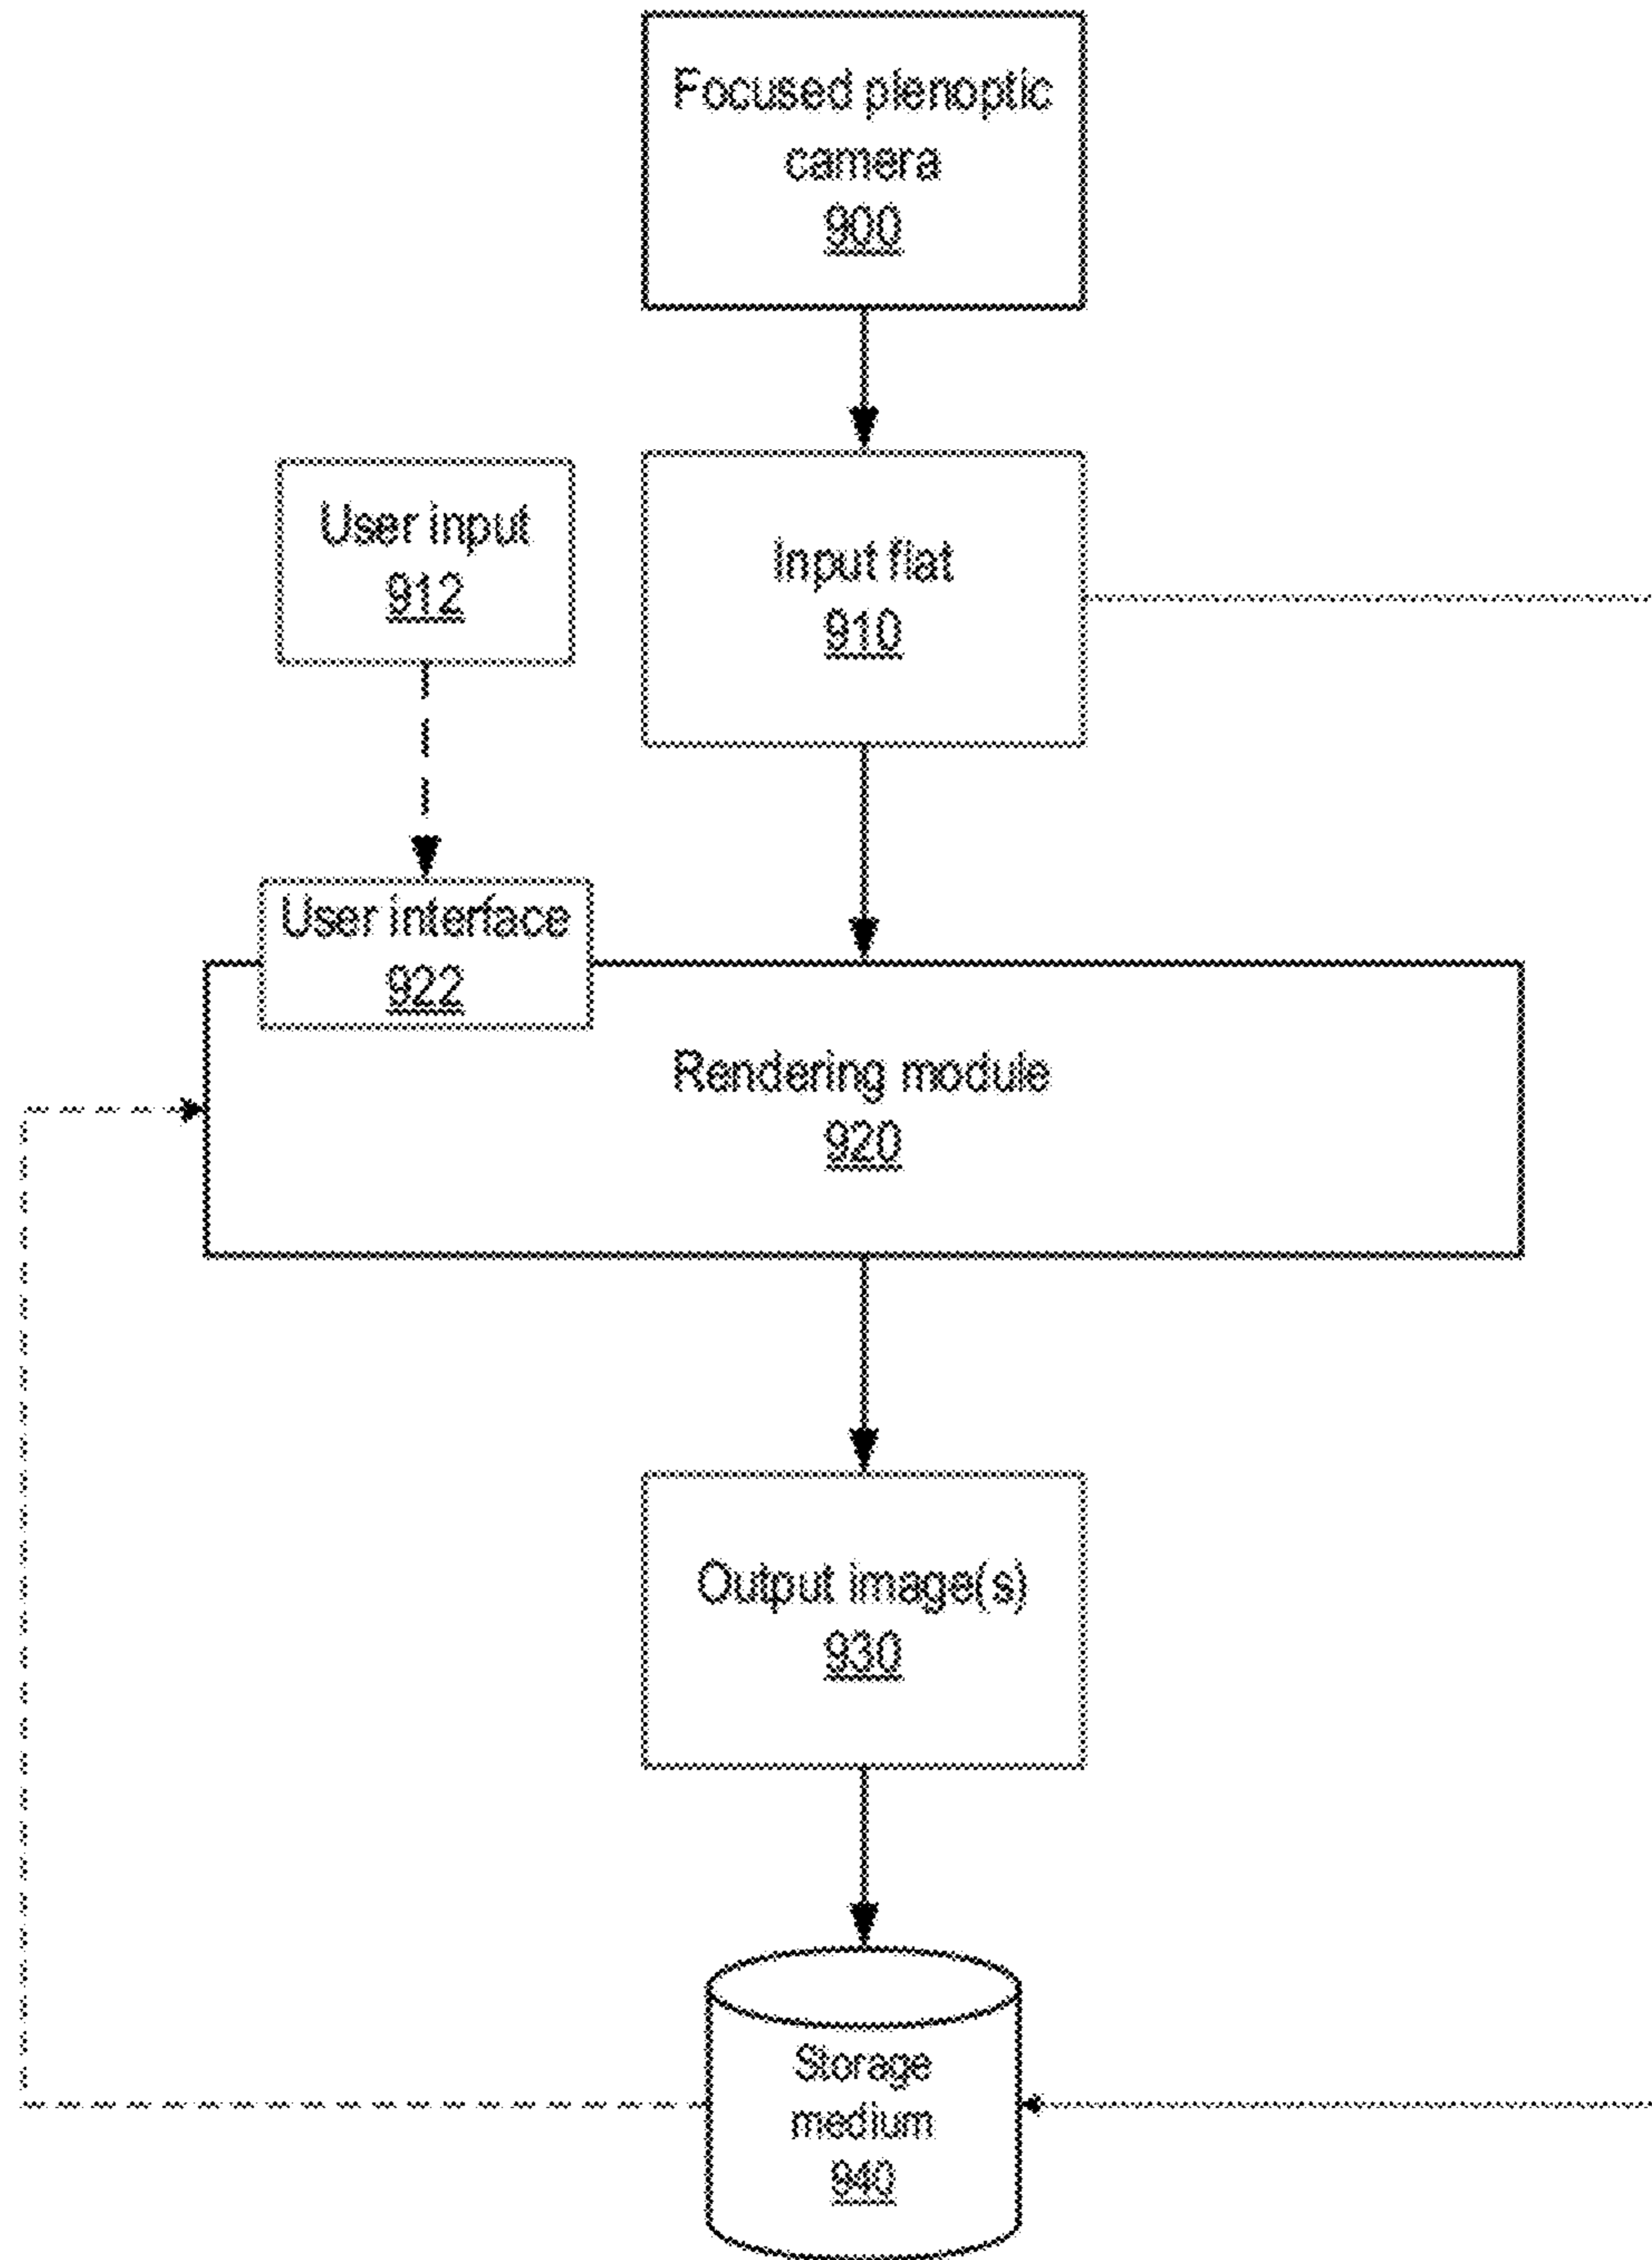 Focused plenoptic
camera
900
User input
912
Input flat
910
User interface
922
Rendering module
920
Output image(s)
930
Storage
medium
940